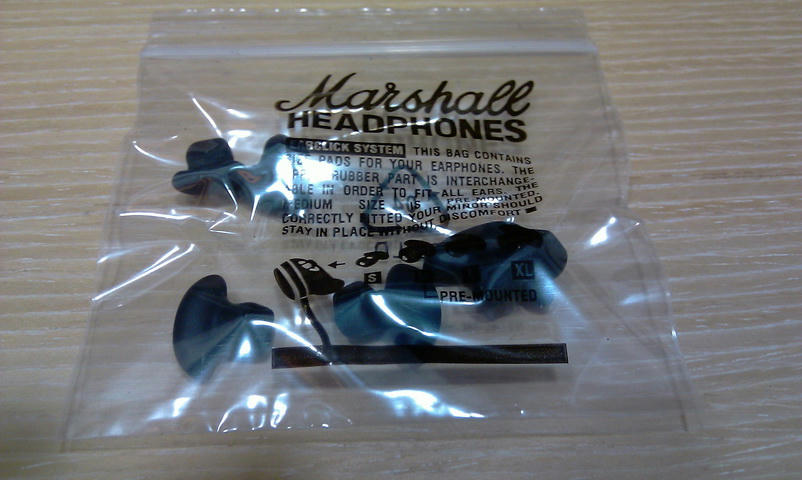 Marshall
HEADPHONES
EARCLICK SYSTEM THIS BAG CONTAINS
PADS FOR YOUR EARPHONES. THE
RUBBER PART IS INTERCHANGE-
ABLE IN ORDER TO FIT ALL EARS. THE
MEDIUM SIZE IS PRE-MOUNTED.
CORRECTLY FITTED YOUR MINOR SHOULD
STAY IN PLACE WITHOUT DISCOMFORT
S XL
PRE-MOUNTED